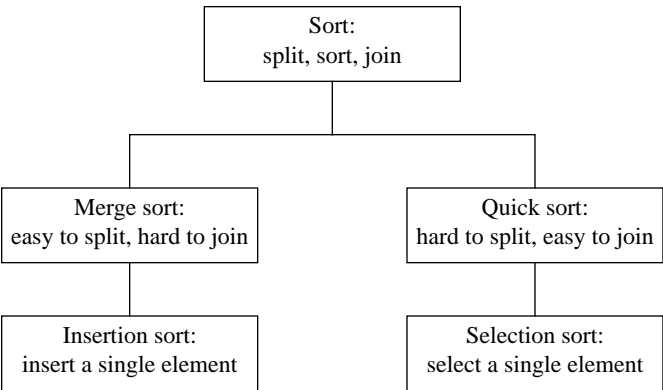 Sort:
split, sort, join
Merge sort:
easy to split, hard to join
Quick sort:
hard to split, easy to join
Insertion sort:
insert a single element
Selection sort:
select a single element